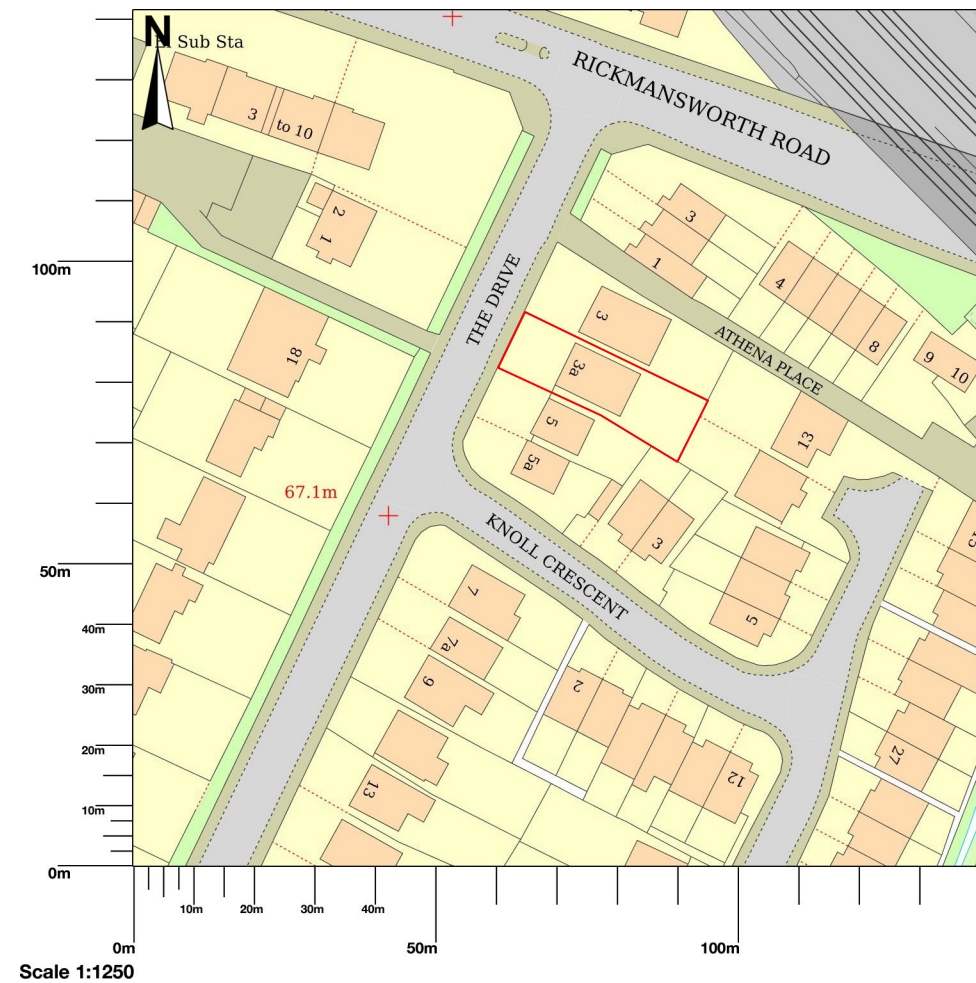 N
El Sub Sta
RICKMANSWORTH ROAD
3 to 10
2
1
3
1
4
8
9
10
100m
THE DRIVE
ATHENA PLACE
3
18
3a
5
13
5a
67.1m
KNOLL CRESCENT
3
50m
7
5
40m
7a
9
2
30m
27
20m
12
13
10m
0m
10m
20m
30m
40m
0m
50m
100m
Scale 1:1250